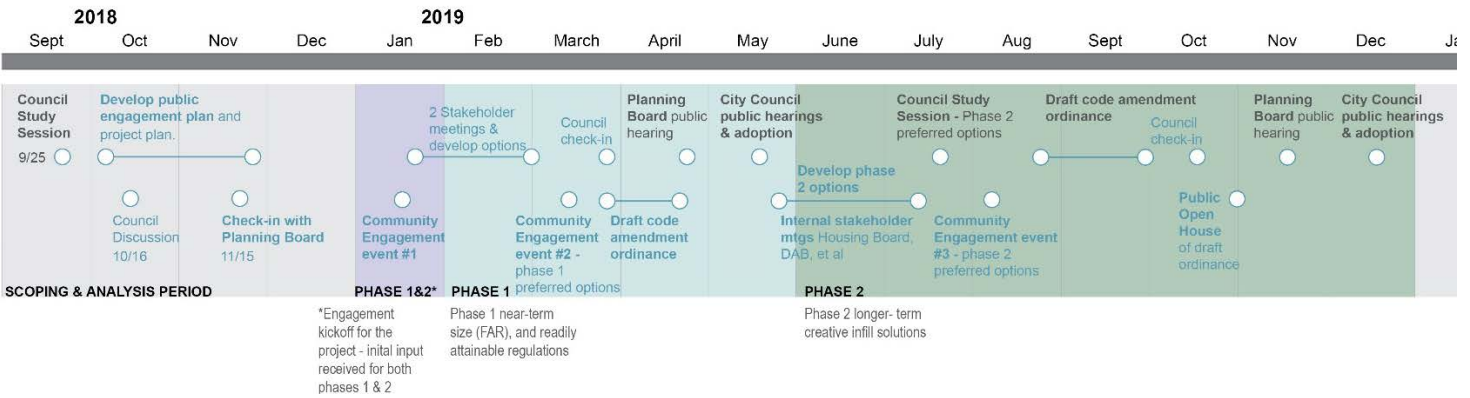 2018
2019
Sept Oct Nov Dec Jan Feb March April May June July Aug Sept Oct Nov Dec
Council
Study
Session
9/25
Develop public
engagement plan and
project plan.
2 Stakeholder
meetings &
develop options
Council
check-in
Planning
Board public
hearing
City Council
public hearings
& adoption
Council Study
Session - Phase 2
preferred options
Draft code amendment
ordinance
Council
check-in
Planning
Board public
hearing
City Council
public hearings
& adoption
Council
Discussion
10/16
Check-in with
Planning Board
11/15
Community
Engagement
event #1
Community
Engagement
event #2 -
phase 1
preferred options
Draft code
amendment
ordinance
Develop phase
2 options
Internal stakeholder
mtgs Housing Board,
DAB, et al
Community
Engagement event
#3 - phase 2
preferred options
Public
Open
House
of draft
ordinance
SCOPING & ANALYSIS PERIOD
PHASE 1&2*
PHASE 1
PHASE 2
*Engagement
kickoff for the
project - inital input
received for both
phases 1 & 2
Phase 1 near-term
size (FAR), and readily
attainable regulations
Phase 2 longer- term
creative infill solutions